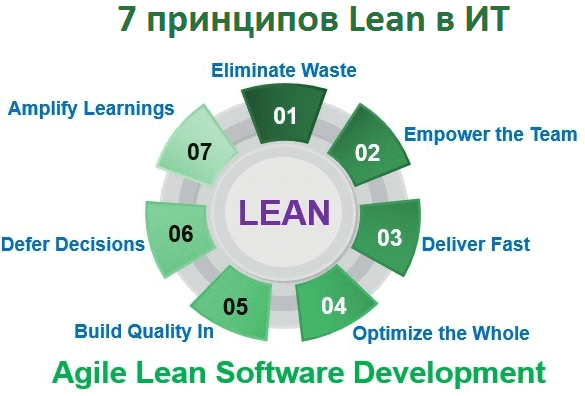 7 принципов Lean в ИТ
Eliminate Waste
01
Empower the Team
02
Deliver Fast
03
Optimize the Whole
04
Build Quality In
05
Defer Decisions
06
Amplify Learnings
07
LEAN
Agile Lean Software Development